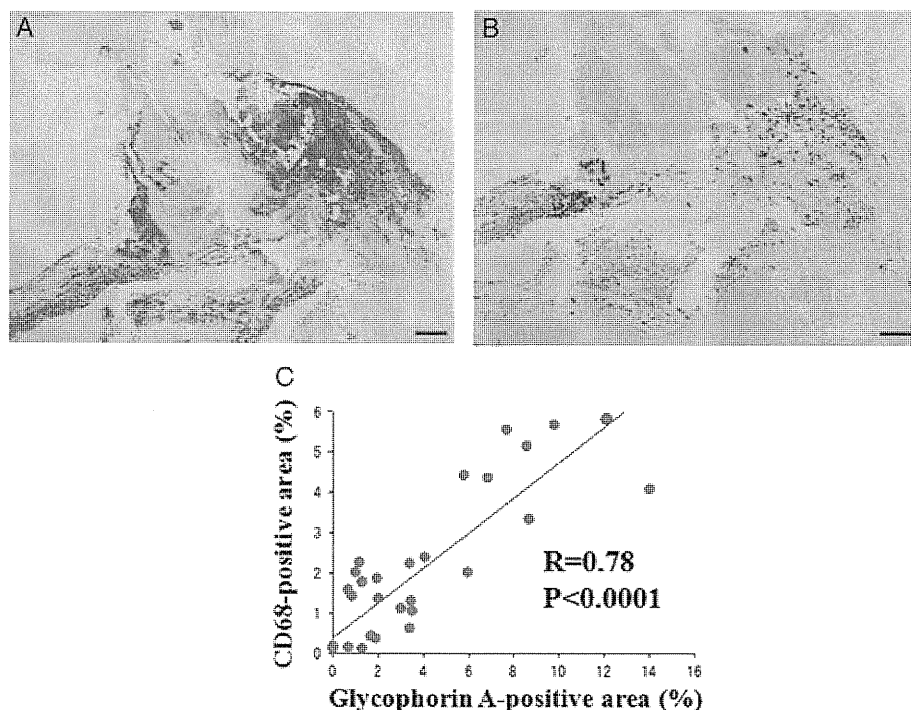 A
B
C
CD68-positive area (%)
6
5
4
3
2
1
0
R=0.78
P<0.0001
0 2 4 6 8 10 12 14 16
Glycophorin A-positive area (%)